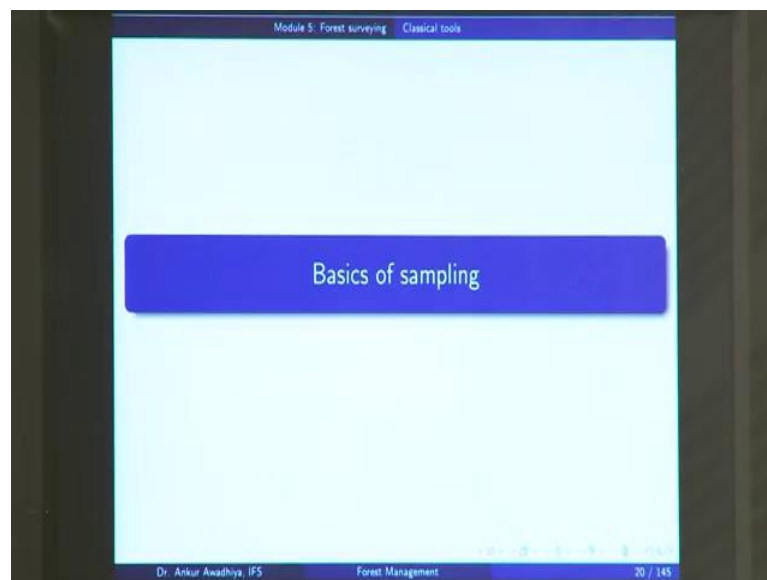 Module 5: Forest surveying Classical tools
Basics of sampling
Dr. Ankur Awadhiya, IFS Forest Management 20 / 145